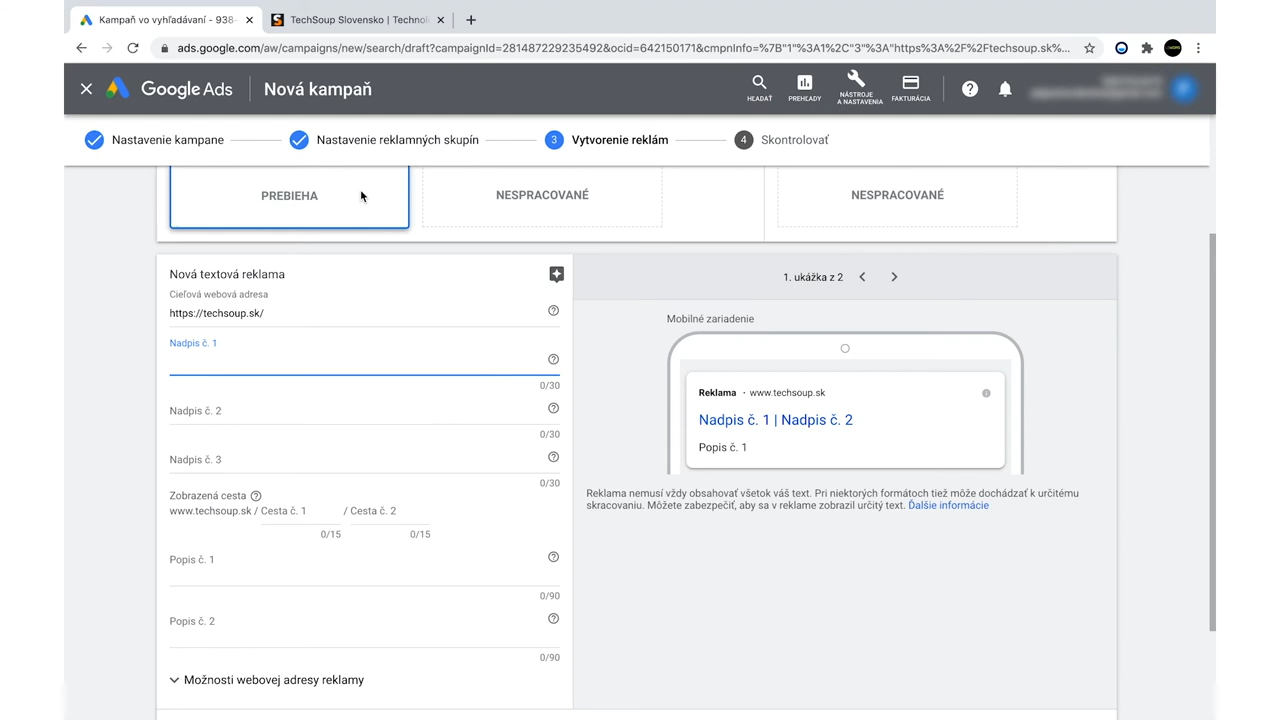 Kampaň vo vyhľadávaní - 938-
TechSoup Slovensko | Technol
ads.google.com/aw/campaigns/new/search/draft?campaignId=281487229235492&ocid=642150171&cmpnInfo=%7B"1"%3A1%2C"3"%3A"https%3A%2F%2Ftechsoup.sk%...
Google Ads
Nová kampaň
HĽADAŤ
PREHĽADY
NÁSTROJE
A NASTAVENIA
FAKTURÁCIA
Nastavenie kampane
Nastavenie reklamných skupín
3 Vytvorenie reklám
4 Skontrolovať
PREBIEHA
NESPRACOVANÉ
NESPRACOVANÉ
Nová textová reklama
Cieľová webová adresa
https://techsoup.sk/
Nadpis č. 1
0/30
Nadpis č. 2
0/30
Nadpis č. 3
0/30
Zobrazená cesta
www.techsoup.sk / Cesta č. 1 / Cesta č. 2
0/15 0/15
Popis č. 1
0/90
Popis č. 2
0/90
Možnosti webovej adresy reklamy
1. ukážka z 2
Mobilné zariadenie
Reklama · www.techsoup.sk
Nadpis č. 1 | Nadpis č. 2
Popis č. 1
Reklama nemusí vždy obsahovať všetok váš text. Pri niektorých formátoch tiež môže dochádzať k určitému
skracovaniu. Môžete zabezpečiť, aby sa v reklame zobrazil určitý text. Ďalšie informácie